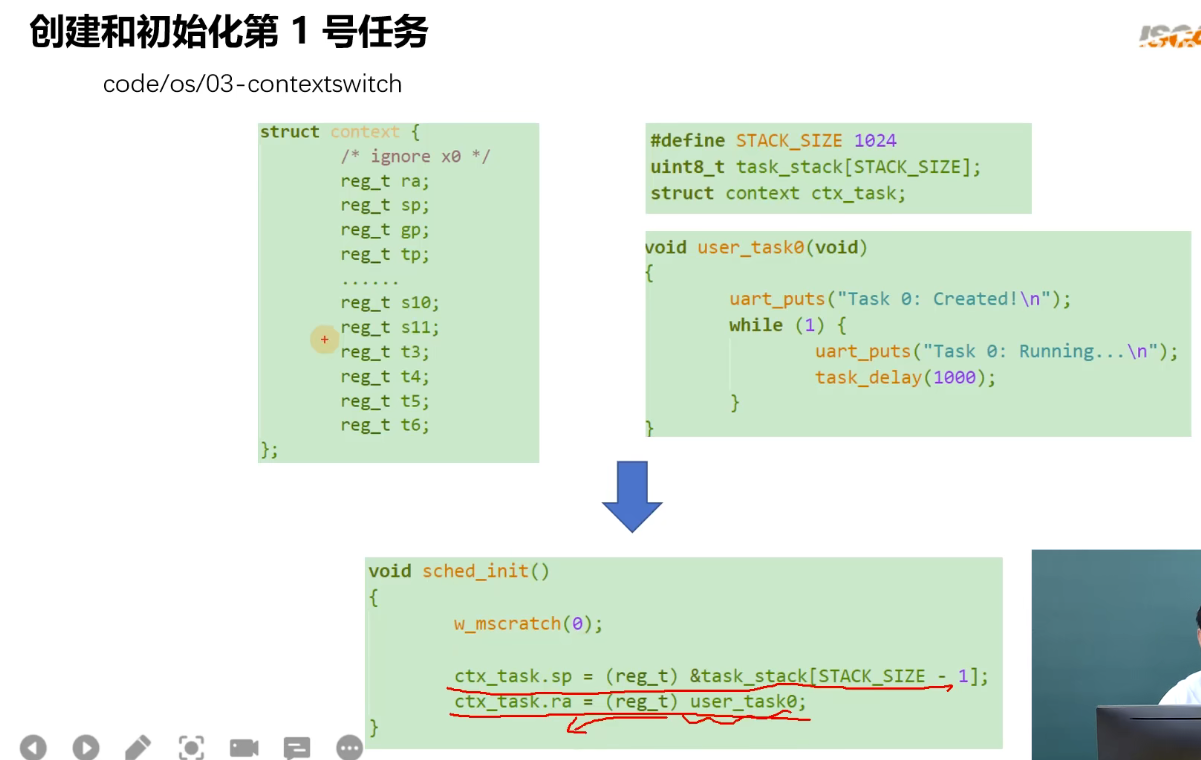 创建和初始化第 1 号任务
code/os/03-contextswitch
struct context {
/* ignore x0 */
reg_t ra;
reg_t sp;
reg_t gp;
reg_t tp;
......
reg_t s10;
reg_t s11;
reg_t t3;
reg_t t4;
reg_t t5;
reg_t t6;
};
#define STACK_SIZE 1024
uint8_t task_stack[STACK_SIZE];
struct context ctx_task;
void user_task0(void)
{
uart_puts("Task 0: Created!\n");
while (1) {
uart_puts("Task 0: Running...\n");
task_delay(1000);
}
}
void sched_init()
{
w_mscratch(0);
ctx_task.sp = (reg_t) &task_stack[STACK_SIZE - 1];
ctx_task.ra = (reg_t) user_task0;
}